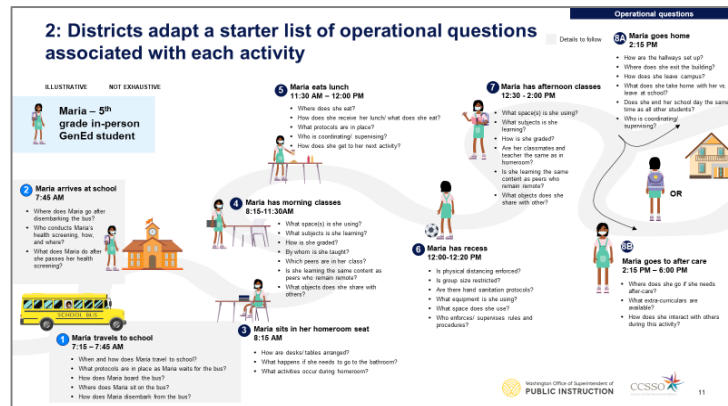 Operational questions
2: Districts adapt a starter list of operational questions
associated with each activity
Details to follow
ILLUSTRATIVE NOT EXHAUSTIVE
Maria – 5th
grade in-person
GenEd student
1 Maria travels to school
7:15 – 7:45 AM
• When and how does Maria travel to school?
• What protocols are in place as Maria waits for the bus?
• How does Maria board the bus?
• Where does Maria sit on the bus?
• How does Maria disembark from the bus?
2 Maria arrives at school
7:45 AM
• Where does Maria go after
disembarking the bus?
• Who conducts Maria's
health screening, how,
and where?
• What does Maria do after
she passes her health
screening?
SCHOOL BUS
3 Maria sits in her homeroom seat
8:15 AM
• How are desks/ tables arranged?
• What happens if she needs to go to the bathroom?
• What activities occur during homeroom?
4 Maria has morning classes
8:15-11:30AM
• What space(s) is she using?
• What subjects is she learning?
• How is she graded?
• By whom is she taught?
• Which peers are in her class?
• Is she learning the same content as
peers who remain remote?
• What objects does she share with
others?
5 Maria eats lunch
11:30 AM – 12:00 PM
• Where does she eat?
• How does she receive her lunch/ what does she eat?
• What protocols are in place?
• Who is coordinating/ supervising?
• How does she get to her next activity?
6 Maria has recess
12:00-12:20 PM
• Is physical distancing enforced?
• Is group size restricted?
• Are there hand sanitation protocols?
• What equipment is she using?
• What space does she use?
• Who enforces/ supervises rules and
procedures?
7 Maria has afternoon classes
12:30 - 2:00 PM
• What space(s) is she using?
• What subjects is she
learning?
• How is she graded?
• Are her classmates and
teacher the same as in
homeroom?
• Is she learning the same
content as peers who
remain remote?
• What objects does she
share with other?
8A Maria goes home
2:15 PM
• How are the hallways set up?
• Where does she exit the building?
• How does she leave campus?
• What does she take home with her vs.
leave at school?
• Does she end her school day the same
time as all other students?
• Who is coordinating/
supervising?
OR
8B
Maria goes to after care
2:15 PM – 6:00 PM
• Where does she go if she needs
after-care?
• What extra-curiculars are
available?
• How does she interact with others
during this activity?
Washington Office of Superintendent of
PUBLIC INSTRUCTION
CCSSO
11